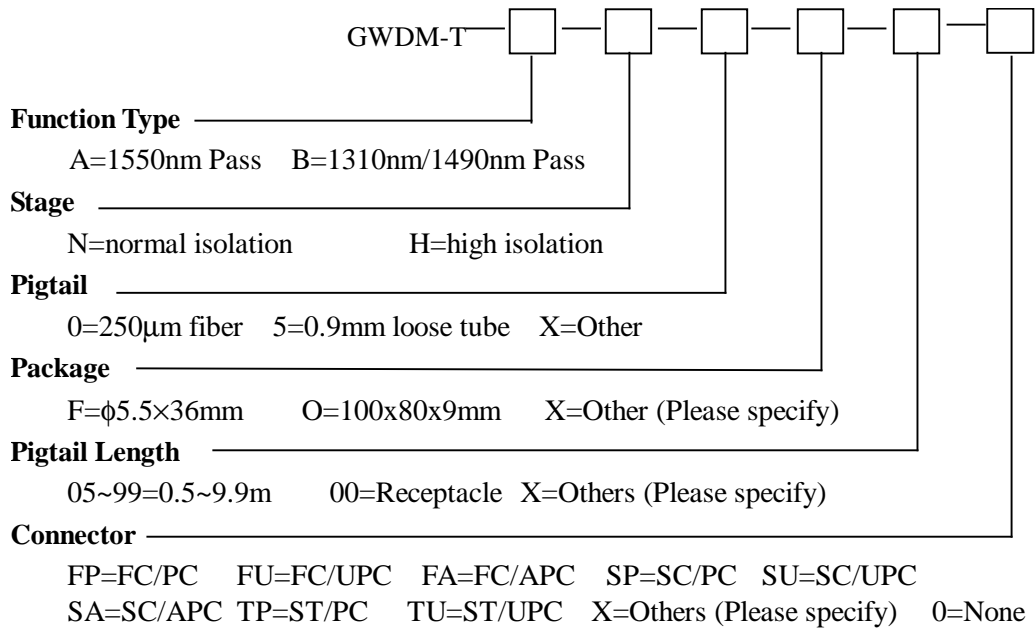 GWDM-T
Function Type
A=1550nm Pass B=1310nm/1490nm Pass
Stage
N=normal isolation H=high isolation
Pigtail
0=250μm fiber 5=0.9mm loose tube X=Other
Package
F=ϕ5.5×36mm O=100x80x9mm X=Other (Please specify)
Pigtail Length
05~99=0.5~9.9m 00=Receptacle X=Others (Please specify)
Connector
FP=FC/PC FU=FC/UPC FA=FC/APC SP=SC/PC SU=SC/UPC
SA=SC/APC TP=ST/PC TU=ST/UPC X=Others (Please specify) 0=None